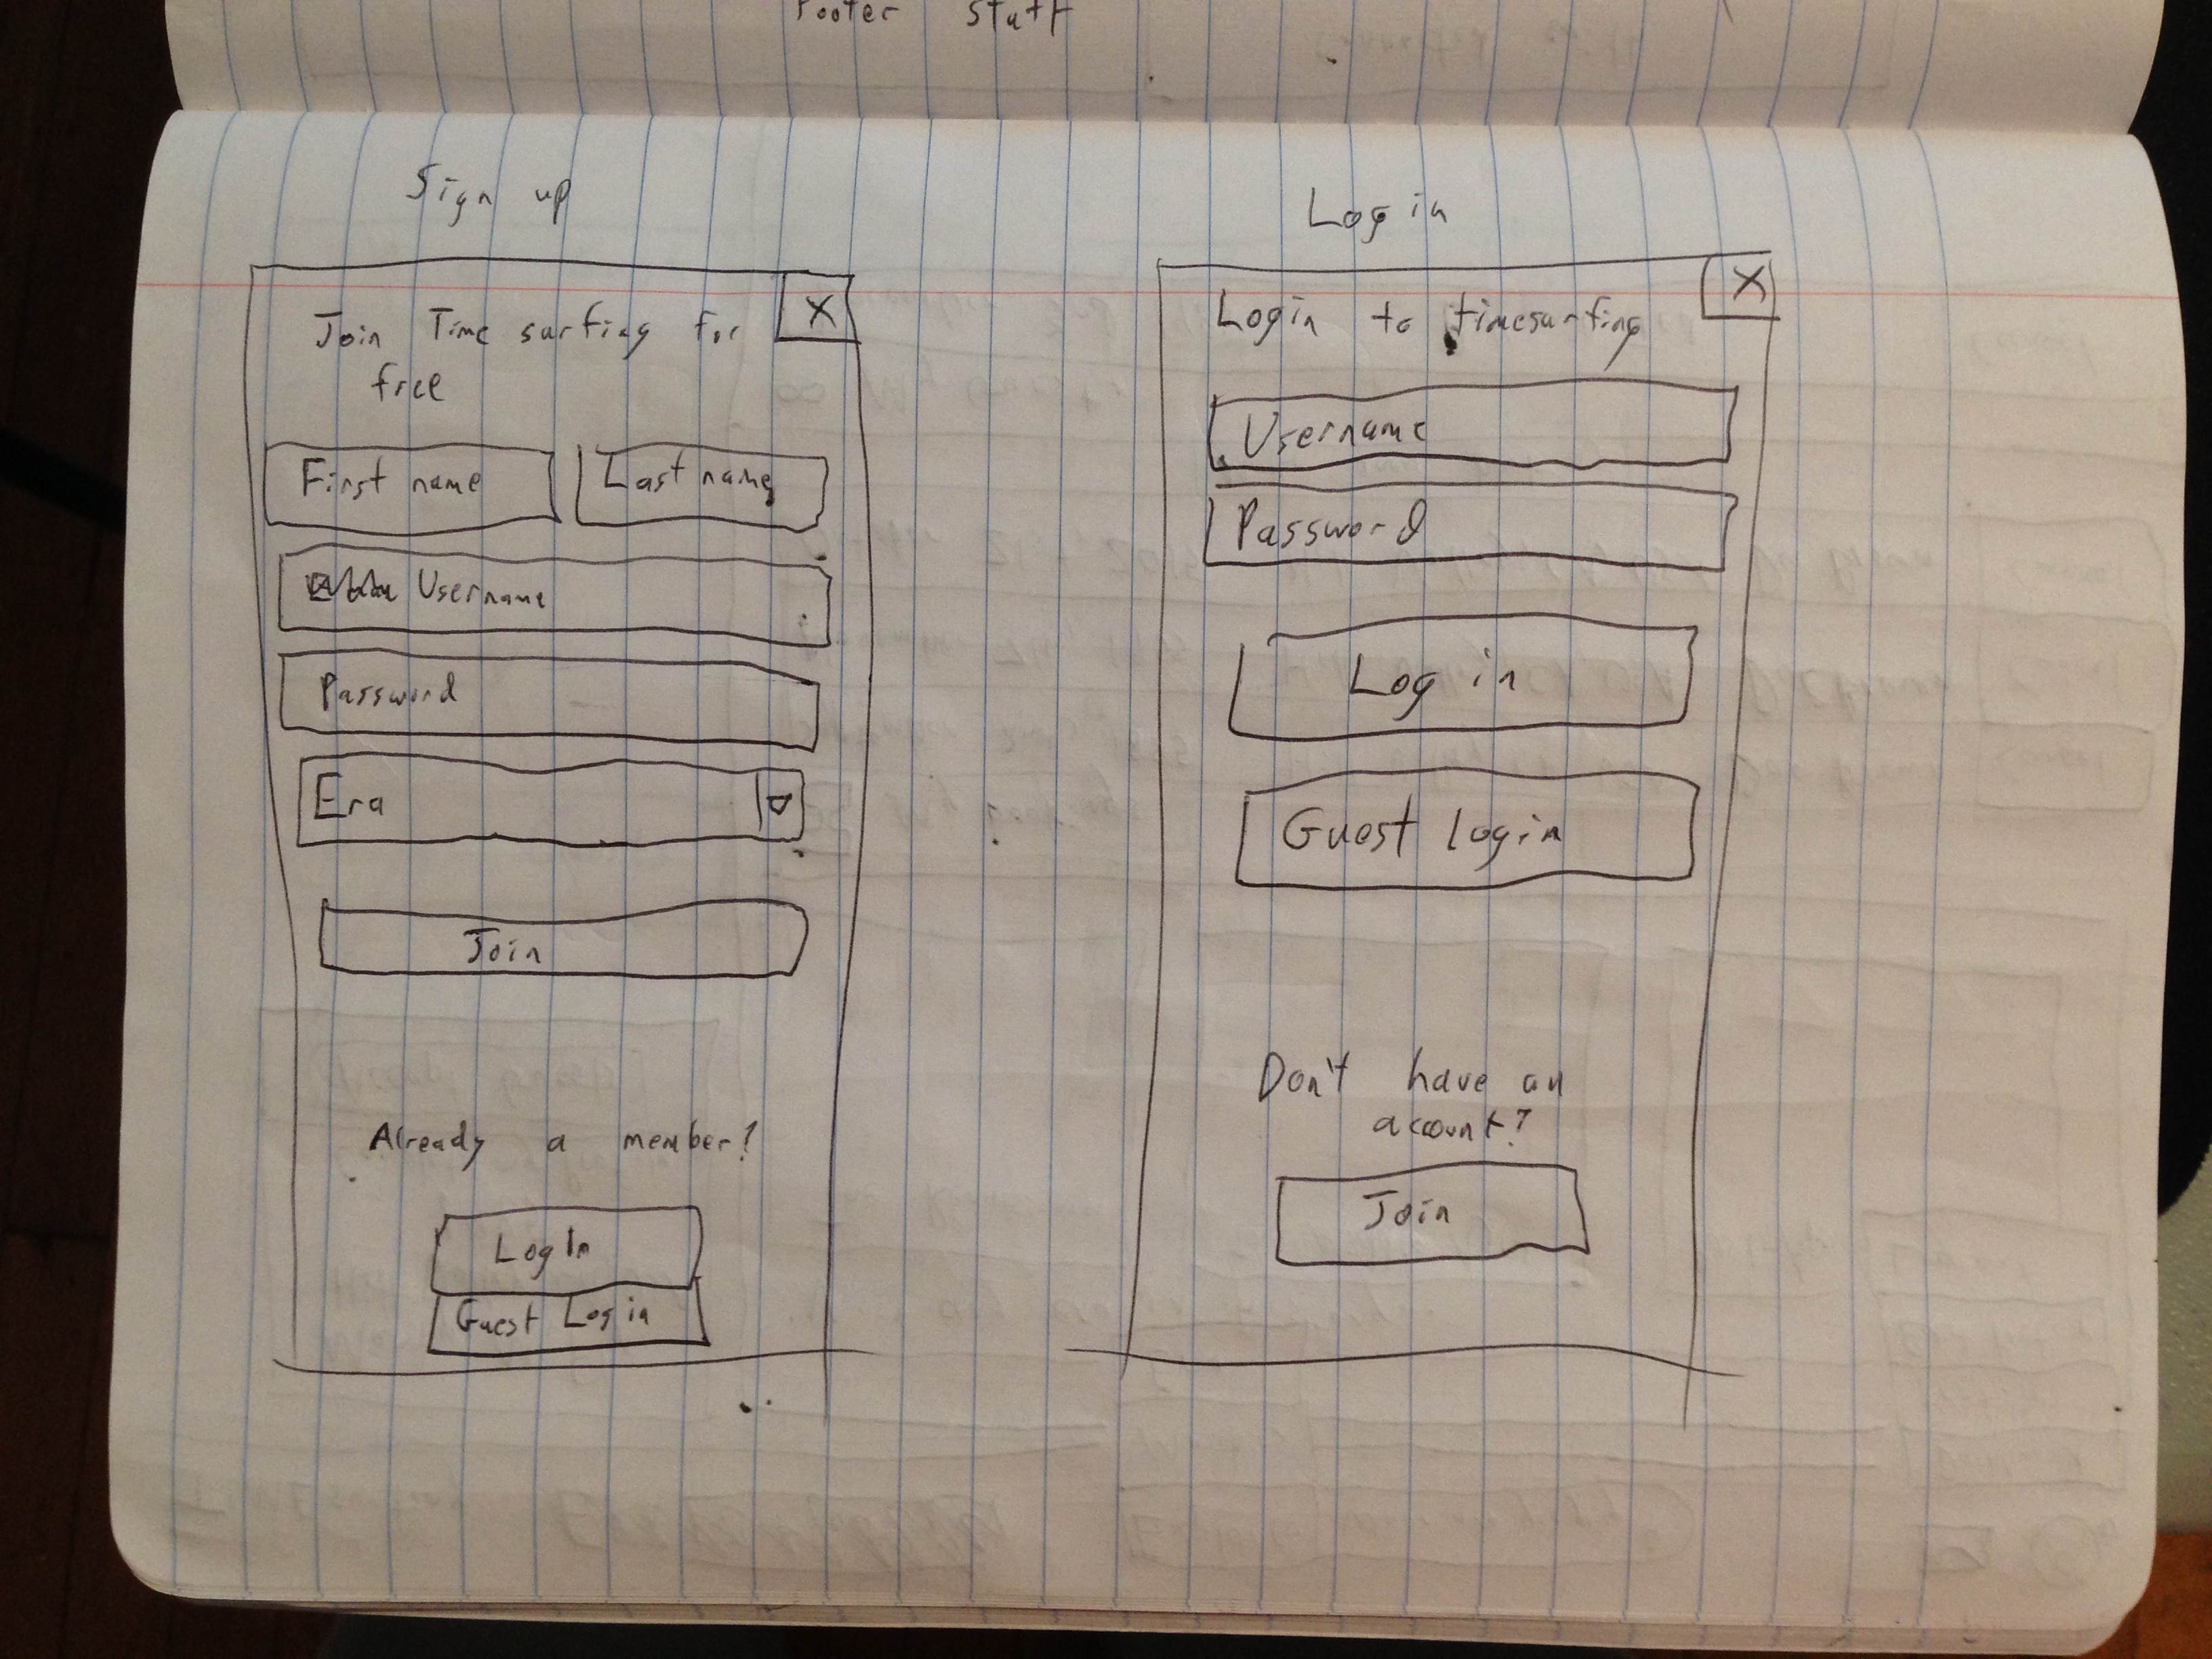 Sign up
Join Time surfing for
free
X
First name
Last name
Username
Password
Era
Join
Already a member?
Log In
Guest Login
Log in
Login to timesurfing
X
Username
Password
Log in
Guest login
Don't have an
account?
Join
Footer stuff